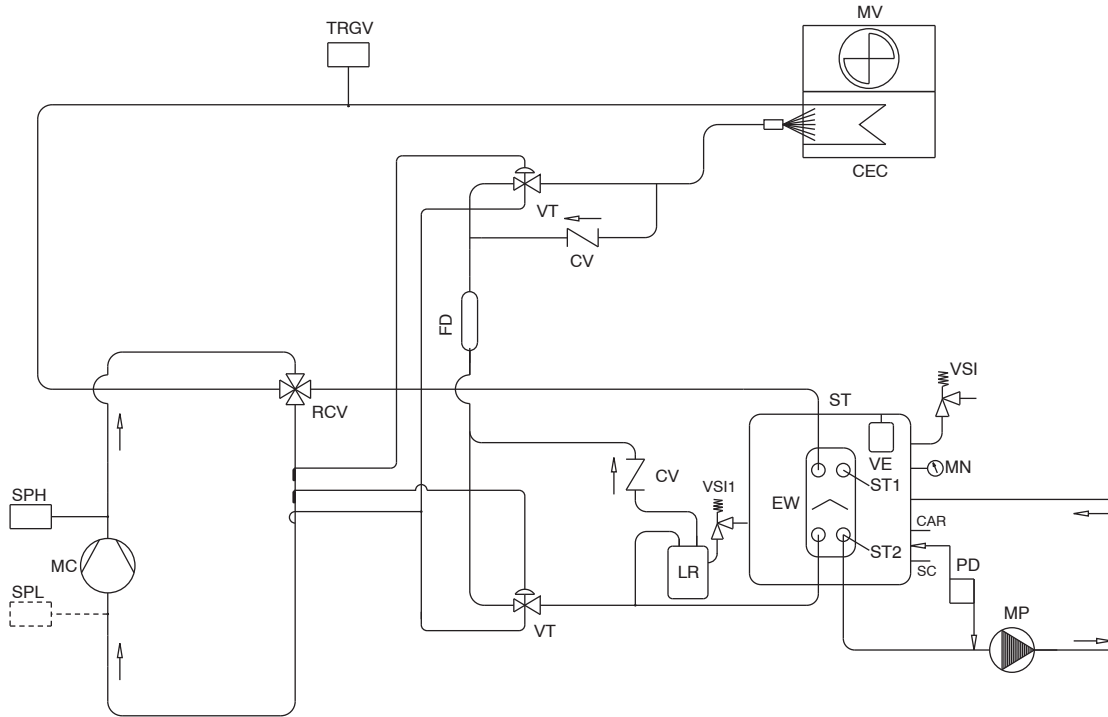 MV
TRGV
CEC
VT
CV
FD
RCV
VSI
ST
VE
MN
CV
VSI1
ST1
SPH
EW
CAR
MC
ST2
LR
SC
PD
SPL
MP
VT